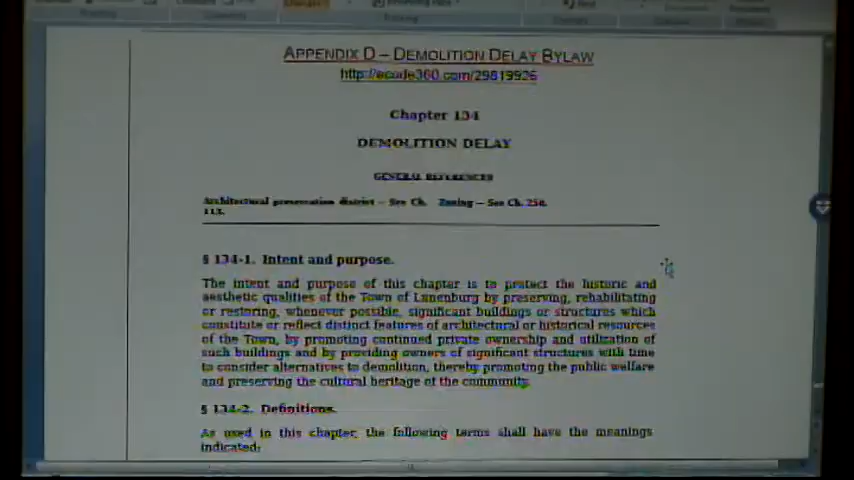 APPENDIX D – DEMOLITION DELAY BYLAW
http://ecode360.com/29819926
Chapter 134
DEMOLITION DELAY
GENERAL REFERENCES
Architectural preservation district – See Ch. Zoning – See Ch. 250.
113.
§ 134-1. Intent and purpose.
The intent and purpose of this chapter is to protect the historic and
aesthetic qualities of the Town of Lunenburg by preserving, rehabilitating
or restoring, whenever possible, significant buildings or structures which
constitute or reflect distinct features of architectural or historical resources
of the Town, by promoting continued private ownership and utilization of
such buildings and by providing owners of significant structures with time
to consider alternatives to demolition, thereby promoting the public welfare
and preserving the cultural heritage of the community.
§ 134-2. Definitions.
As used in this chapter, the following terms shall have the meanings
indicated: